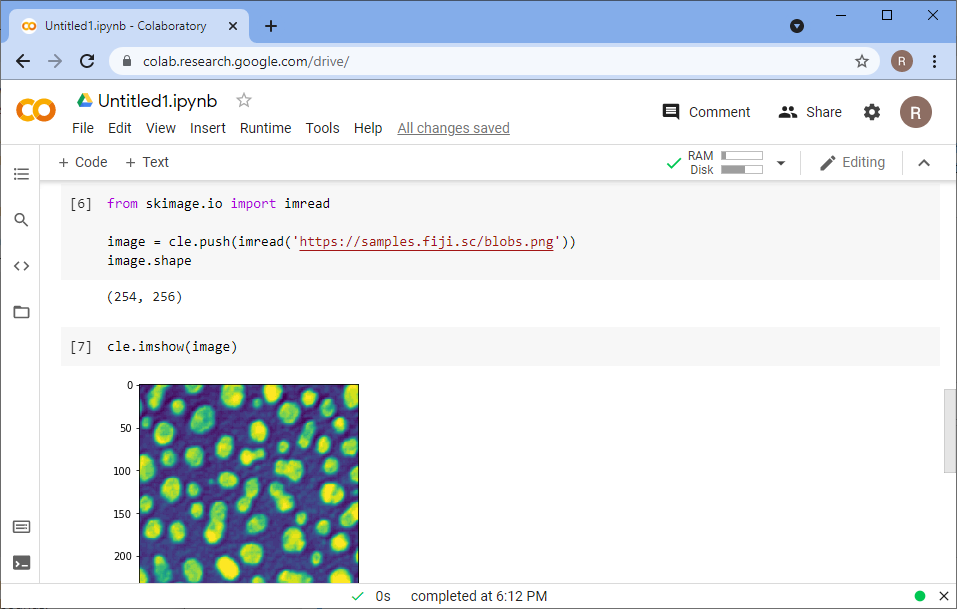 Untitled1.ipynb - Colaboratory
colab.research.google.com/drive/
R
Untitled1.ipynb
Comment
Share
R
File Edit View Insert Runtime Tools Help All changes saved
+ Code + Text
RAM
Disk
Editing
[6] from skimage.io import imread
image = cle.push(imread('https://samples.fiji.sc/blobs.png'))
image.shape
(254, 256)
[7] cle.imshow(image)
0
50
100
150
200
0s completed at 6:12 PM